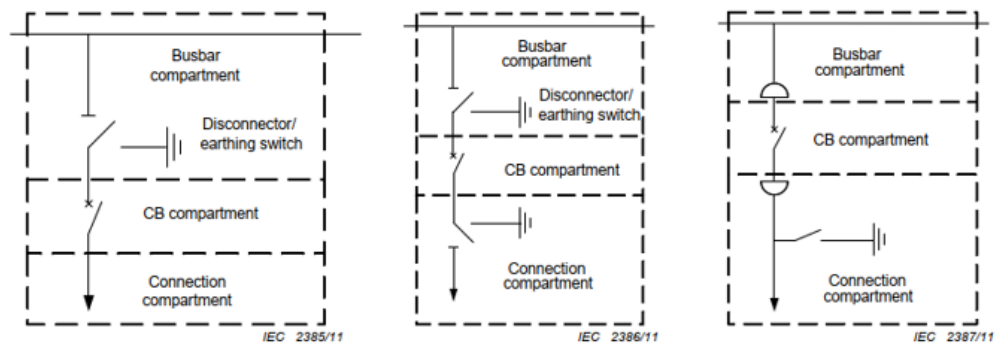 Busbar
compartment
Disconnector/
earthing switch
CB compartment
Connection
compartment
IEC 2385/11
Busbar
compartment
Disconnector/
earthing switch
CB compartment
Connection
compartment
IEC 2386/11
Busbar
compartment
CB compartment
Connection
compartment
IEC 2387/11